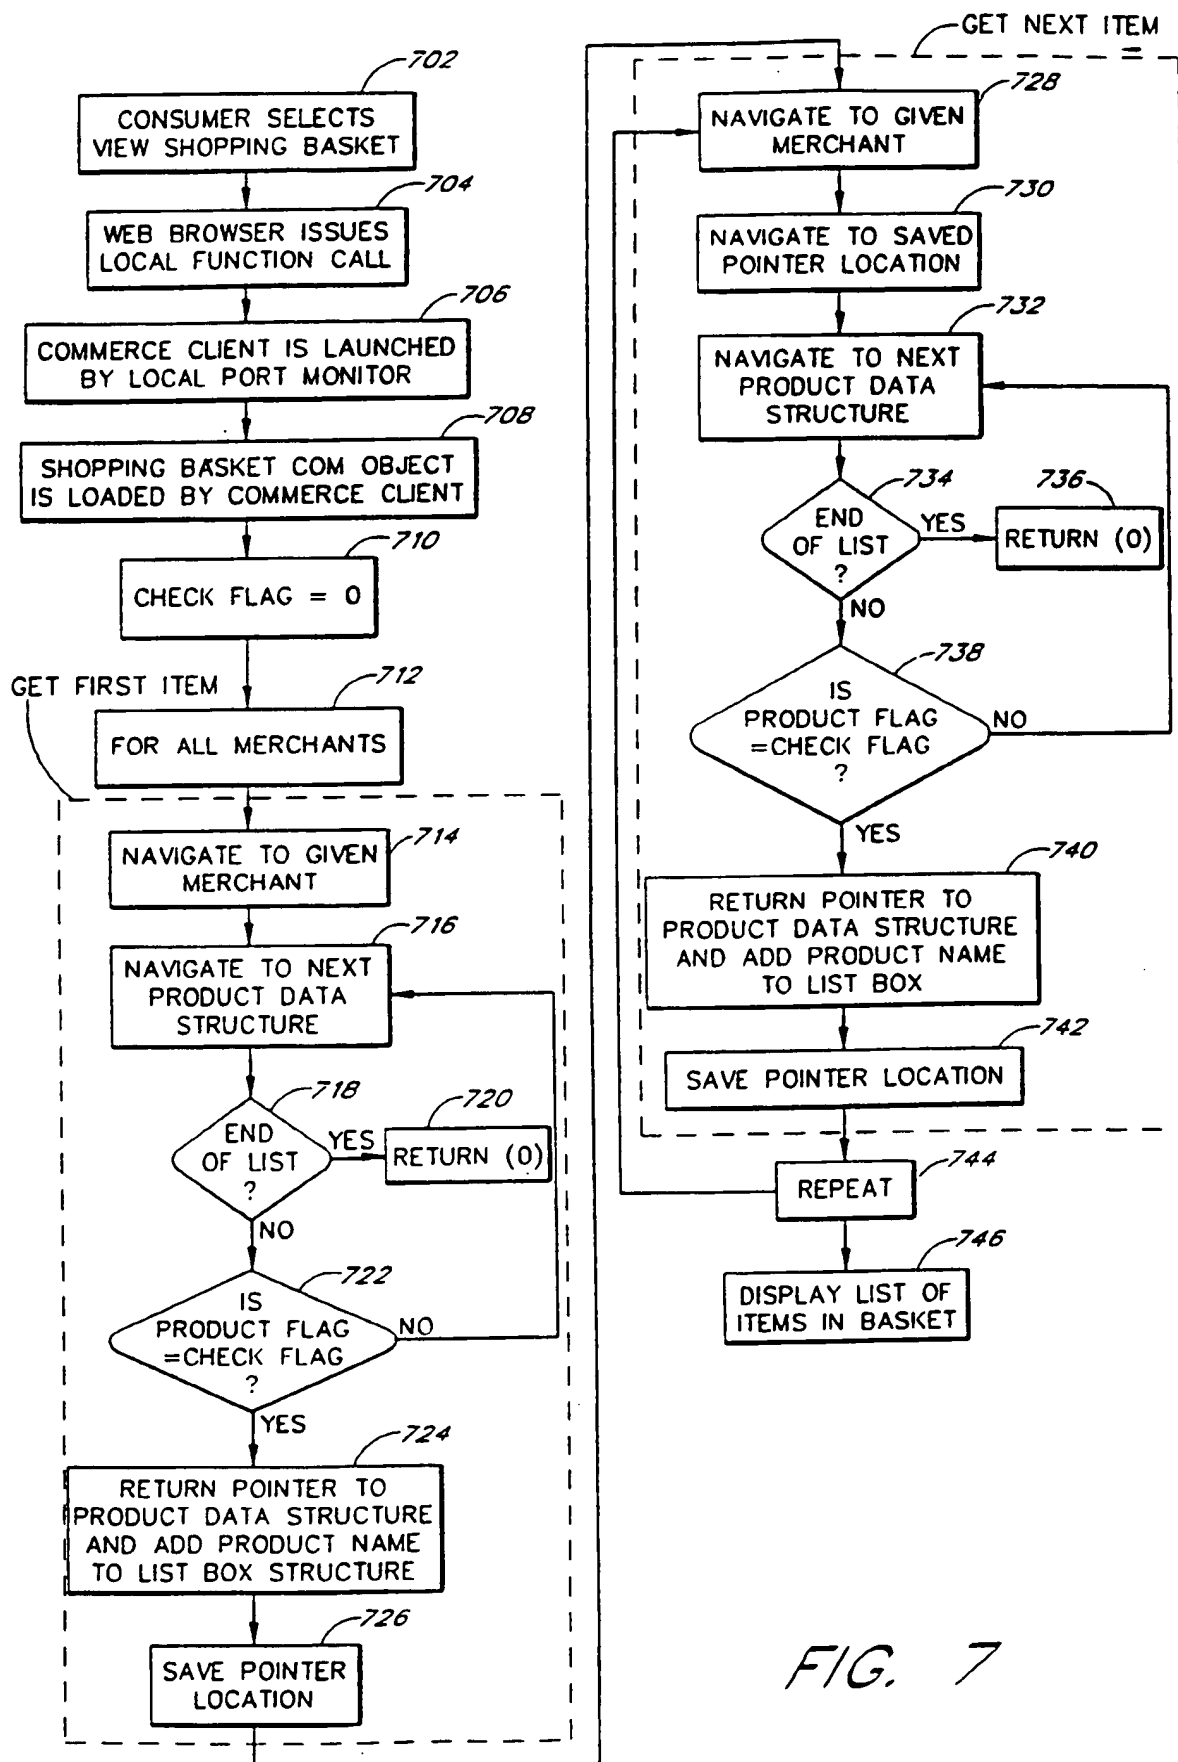 702
CONSUMER SELECTS
VIEW SHOPPING BASKET
704
WEB BROWSER ISSUES
LOCAL FUNCTION CALL
706
COMMERCE CLIENT IS LAUNCHED
BY LOCAL PORT MONITOR
708
SHOPPING BASKET COM OBJECT
IS LOADED BY COMMERCE CLIENT
710
CHECK FLAG = 0
GET FIRST ITEM
712
FOR ALL MERCHANTS
714
NAVIGATE TO GIVEN
MERCHANT
716
NAVIGATE TO NEXT
PRODUCT DATA
STRUCTURE
718
END
OF LIST
?
YES
720
RETURN (0)
NO
722
IS
PRODUCT FLAG
=CHECK FLAG
?
NO
YES
724
RETURN POINTER TO
PRODUCT DATA STRUCTURE
AND ADD PRODUCT NAME
TO LIST BOX STRUCTURE
726
SAVE POINTER
LOCATION
GET NEXT ITEM
728
NAVIGATE TO GIVEN
MERCHANT
730
NAVIGATE TO SAVED
POINTER LOCATION
732
NAVIGATE TO NEXT
PRODUCT DATA
STRUCTURE
734
END
OF LIST
?
YES
736
RETURN (0)
NO
738
IS
PRODUCT FLAG
=CHECK FLAG
?
NO
YES
740
RETURN POINTER TO
PRODUCT DATA STRUCTURE
AND ADD PRODUCT NAME
TO LIST BOX
742
SAVE POINTER LOCATION
744
REPEAT
746
DISPLAY LIST OF
ITEMS IN BASKET
FIG. 7